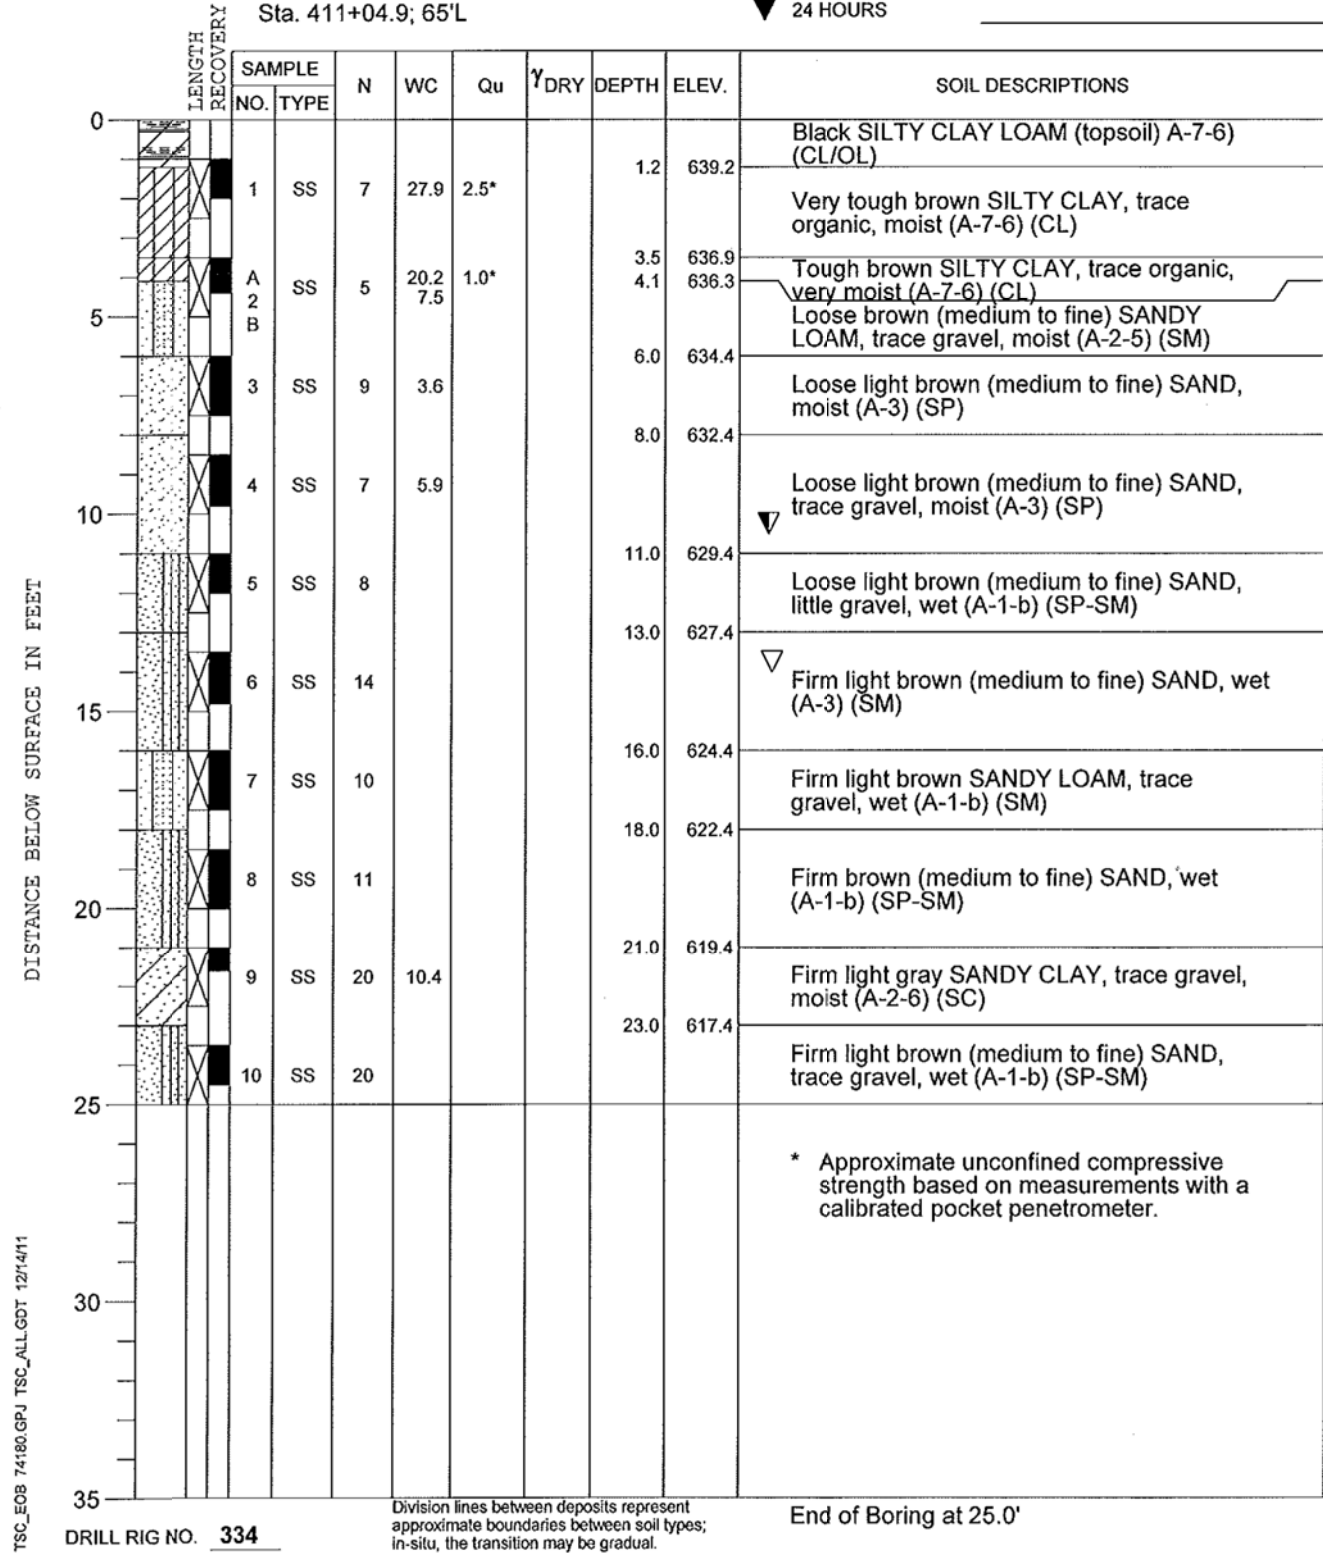 Sta. 411+04.9; 65'L
24 HOURS
LENGTH
RECOVERY
SAMPLE
NO. TYPE N WC Qu γDRY DEPTH ELEV. SOIL DESCRIPTIONS
0
Black SILTY CLAY LOAM (topsoil) A-7-6)
(CL/OL)
1.2 639.2
1 SS 7 27.9 2.5*
Very tough brown SILTY CLAY, trace
organic, moist (A-7-6) (CL)
3.5 636.9
A 20.2 1.0*
2 SS 5 7.5
B
Tough brown SILTY CLAY, trace organic,
very moist (A-7-6) (CL)
4.1 636.3
5
Loose brown (medium to fine) SANDY
LOAM, trace gravel, moist (A-2-5) (SM)
6.0 634.4
3 SS 9 3.6
Loose light brown (medium to fine) SAND,
moist (A-3) (SP)
8.0 632.4
4 SS 7 5.9
Loose light brown (medium to fine) SAND,
trace gravel, moist (A-3) (SP)
10
11.0 629.4
5 SS 8
Loose light brown (medium to fine) SAND,
little gravel, wet (A-1-b) (SP-SM)
13.0 627.4
6 SS 14
Firm light brown (medium to fine) SAND, wet
(A-3) (SM)
15
16.0 624.4
7 SS 10
Firm light brown SANDY LOAM, trace
gravel, wet (A-1-b) (SM)
18.0 622.4
8 SS 11
Firm brown (medium to fine) SAND, wet
(A-1-b) (SP-SM)
20
21.0 619.4
9 SS 20 10.4
Firm light gray SANDY CLAY, trace gravel,
moist (A-2-6) (SC)
23.0 617.4
10 SS 20
Firm light brown (medium to fine) SAND,
trace gravel, wet (A-1-b) (SP-SM)
25
* Approximate unconfined compressive
strength based on measurements with a
calibrated pocket penetrometer.
30
35
DISTANCE BELOW SURFACE IN FEET
TSC_EOB 74180.GPJ TSC_ALL.GDT 12/14/11
DRILL RIG NO. 334
Division lines between deposits represent
approximate boundaries between soil types;
in-situ, the transition may be gradual.
End of Boring at 25.0'